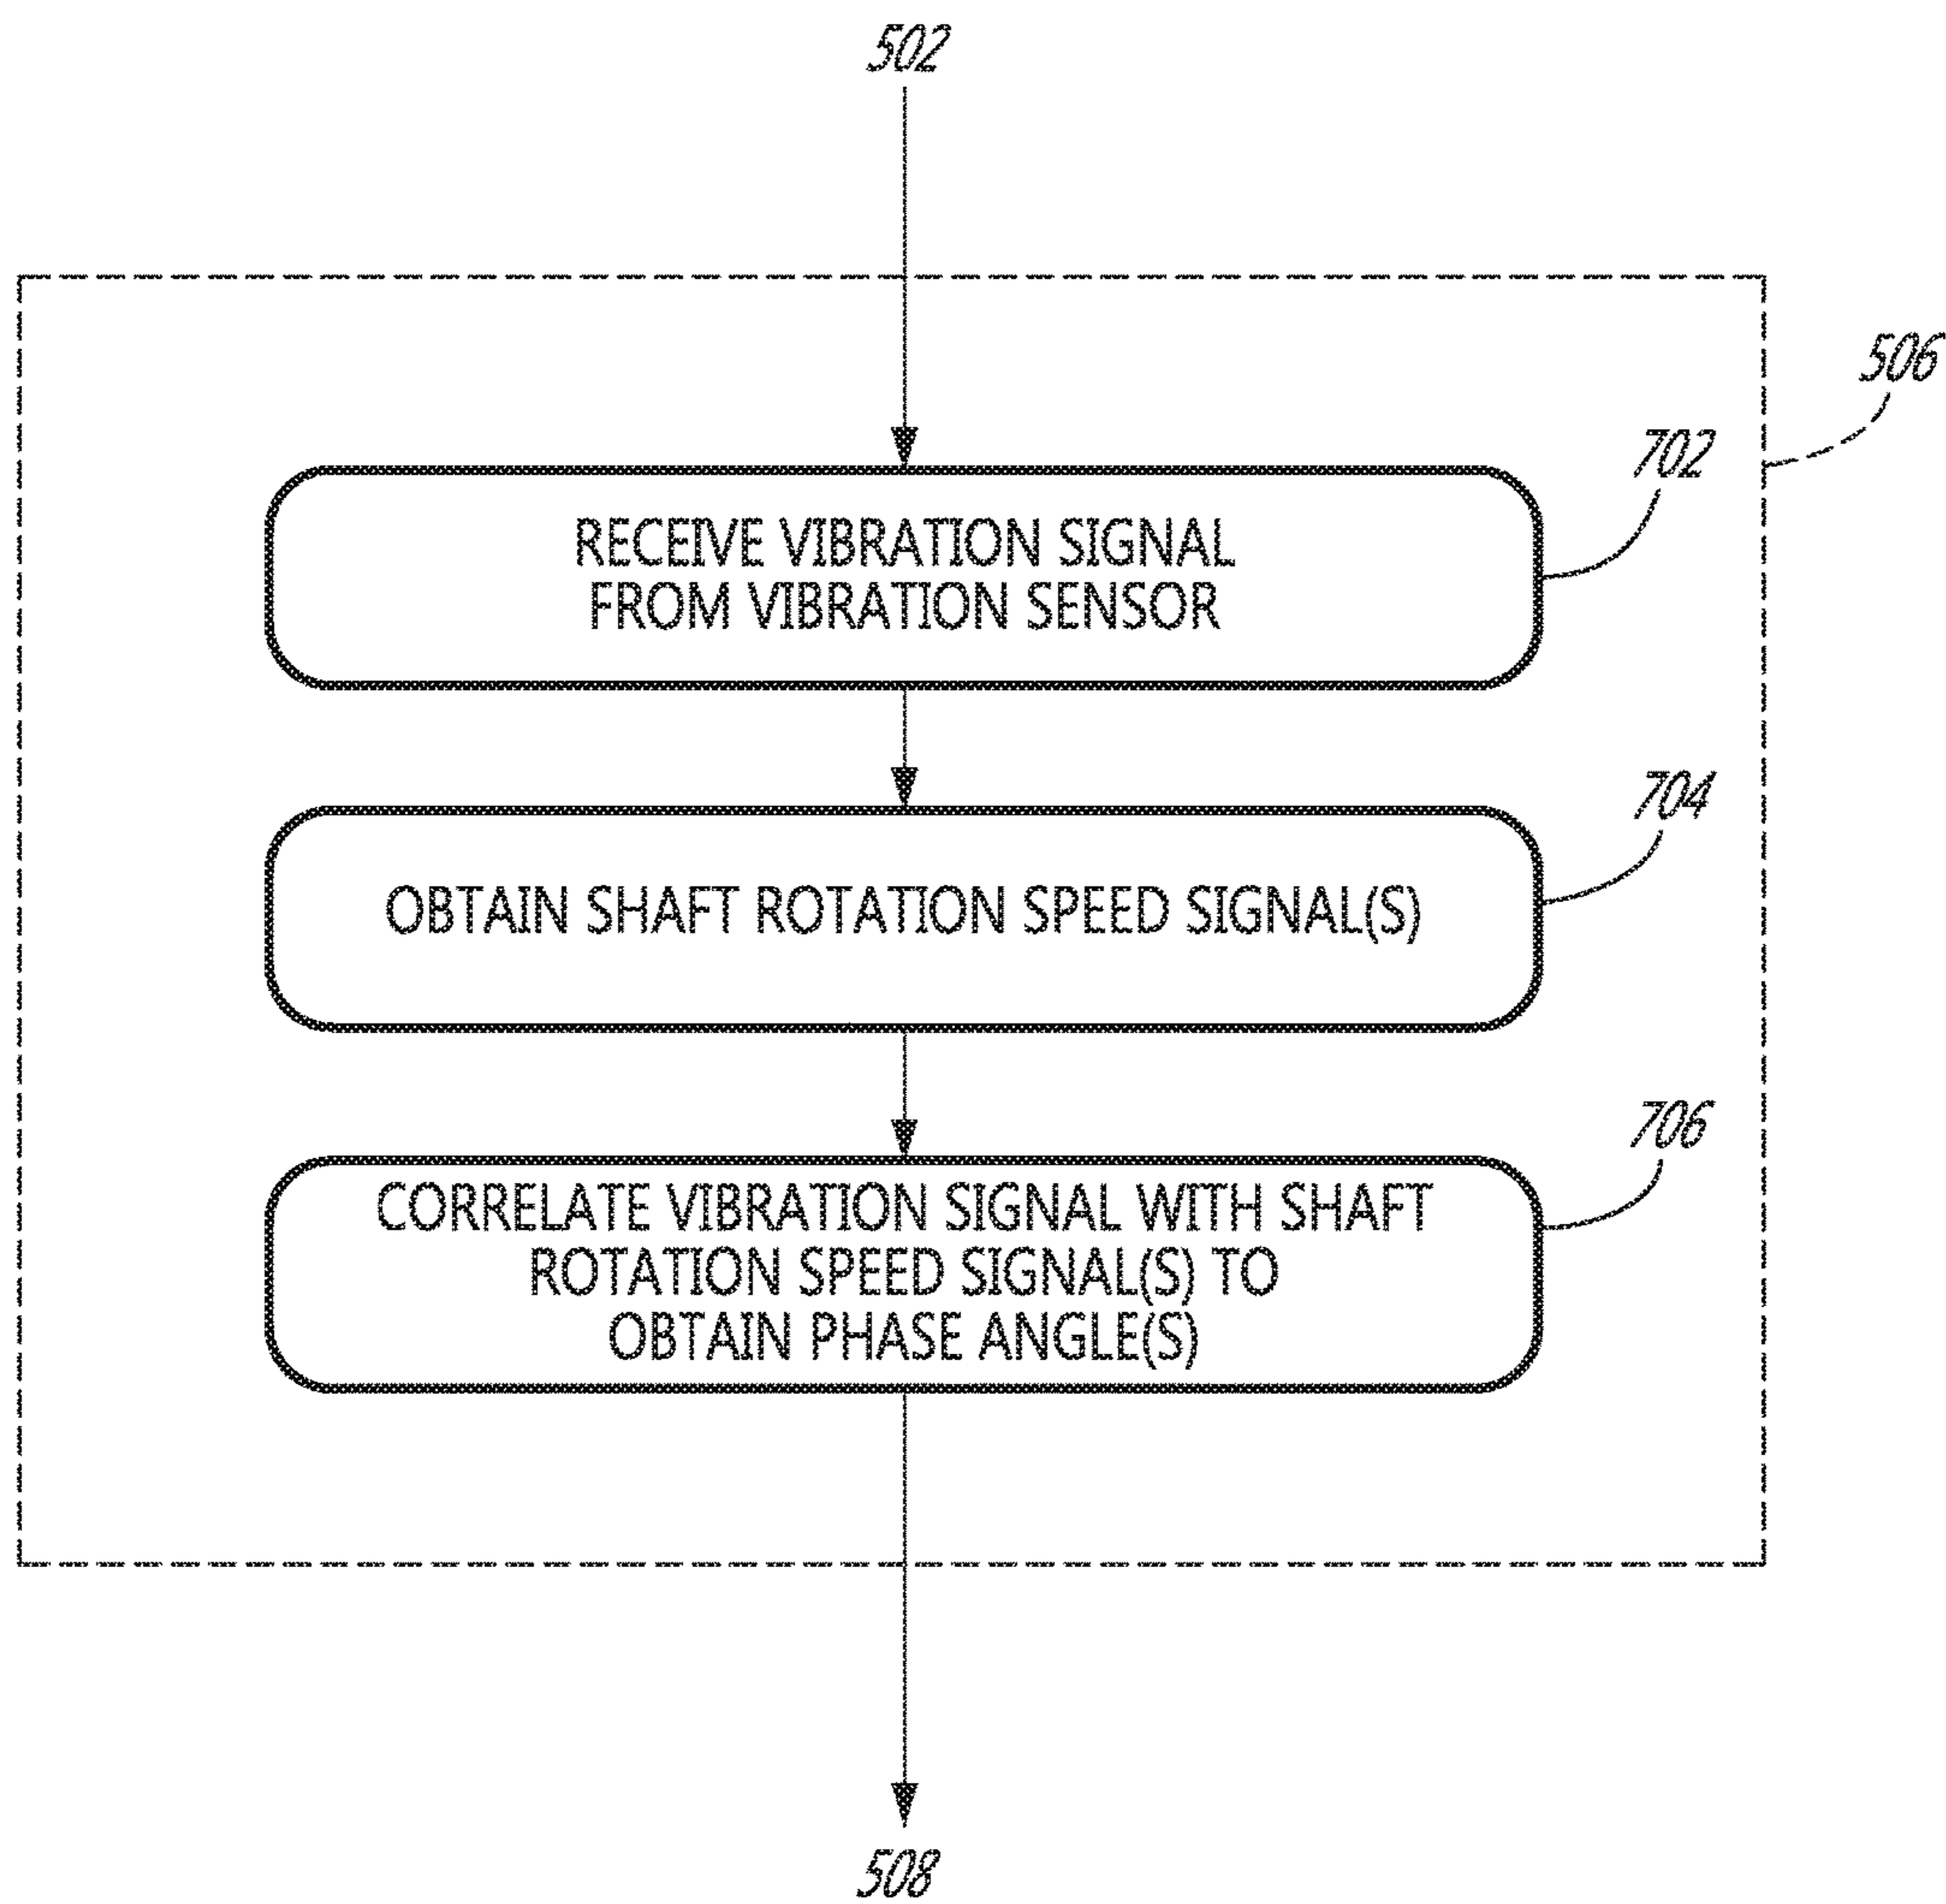 502
506
702
RECEIVE VIBRATION SIGNAL
FROM VIBRATION SENSOR
704
OBTAIN SHAFT ROTATION SPEED SIGNAL(S)
706
CORRELATE VIBRATION SIGNAL WITH SHAFT
ROTATION SPEED SIGNAL(S) TO
OBTAIN PHASE ANGLE(S)
508